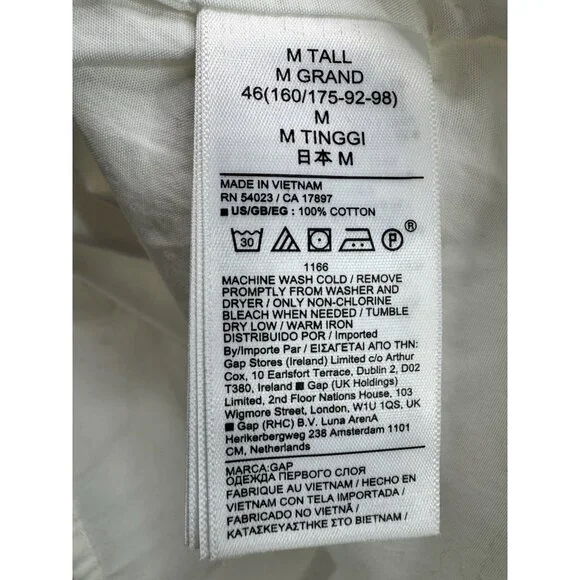 M TALL
M GRAND
46(160/175-92-98)
M
M TINGGI
日本 M
MADE IN VIETNAM
RN 54023 / CA 17897
■ US/GB/EG : 100% COTTON
30 P ®
1166
MACHINE WASH COLD / REMOVE
PROMPTLY FROM WASHER AND
DRYER / ONLY NON-CHLORINE
BLEACH WHEN NEEDED / TUMBLE
DRY LOW / WARM IRON
DISTRIBUIDO POR / Imported
By/Importe Par / ΕΙΣΑΓΕΤΑΙ ΑΠΟ ΤΗΝ:
Gap Stores (Ireland) Limited c/o Arthur
Cox, 10 Earlsfort Terrace, Dublin 2, D02
T380, Ireland ■ Gap (UK Holdings)
Limited, 2nd Floor Nations House, 103
Wigmore Street, London, W1U 1QS, UK
■ Gap (RHC) B.V. Luna ArenA
Herikerbergweg 238 Amsterdam 1101
CM, Netherlands
МАРСА:GAP
ОДЕЖДА ПЕРВОГО СЛОЯ
FABRIQUE AU VIETNAM / HECHO EN
VIETNAM CON TELA IMPORTADA /
FABRICADO NO VIETNÃ /
ΚΑΤΑΣΚΕΥΑΣΤΗΚΕ ΣΤΟ ΒΙΕΤΝΑΜ /